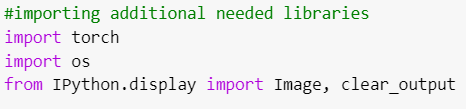 #importing additional needed libraries
import torch
import os
from IPython.display import Image, clear_output